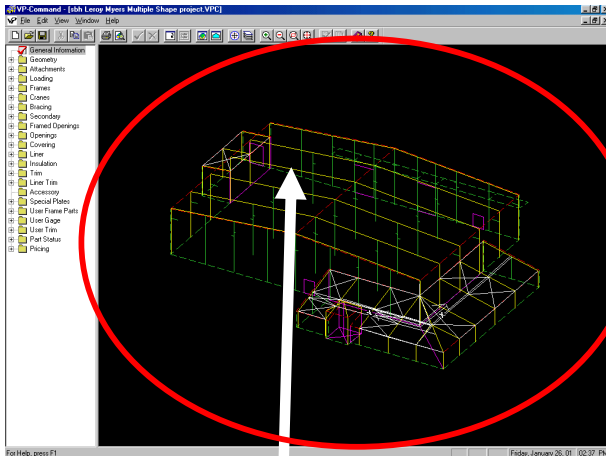 VP-Command - [sbh Leroy Myers Multiple Shape project.VPC]
VP File Edit View Window Help
General Information
Geometry
Attachments
Loading
Frames
Cranes
Bracing
Secondary
Framed Openings
Openings
Covering
Liner
Insulation
Trim
Liner Trim
Accessory
Special Plates
User Frame Parts
User Gage
User Trim
Part Status
Pricing
For Help, press F1
Friday, January 26, 01 02:37 PM